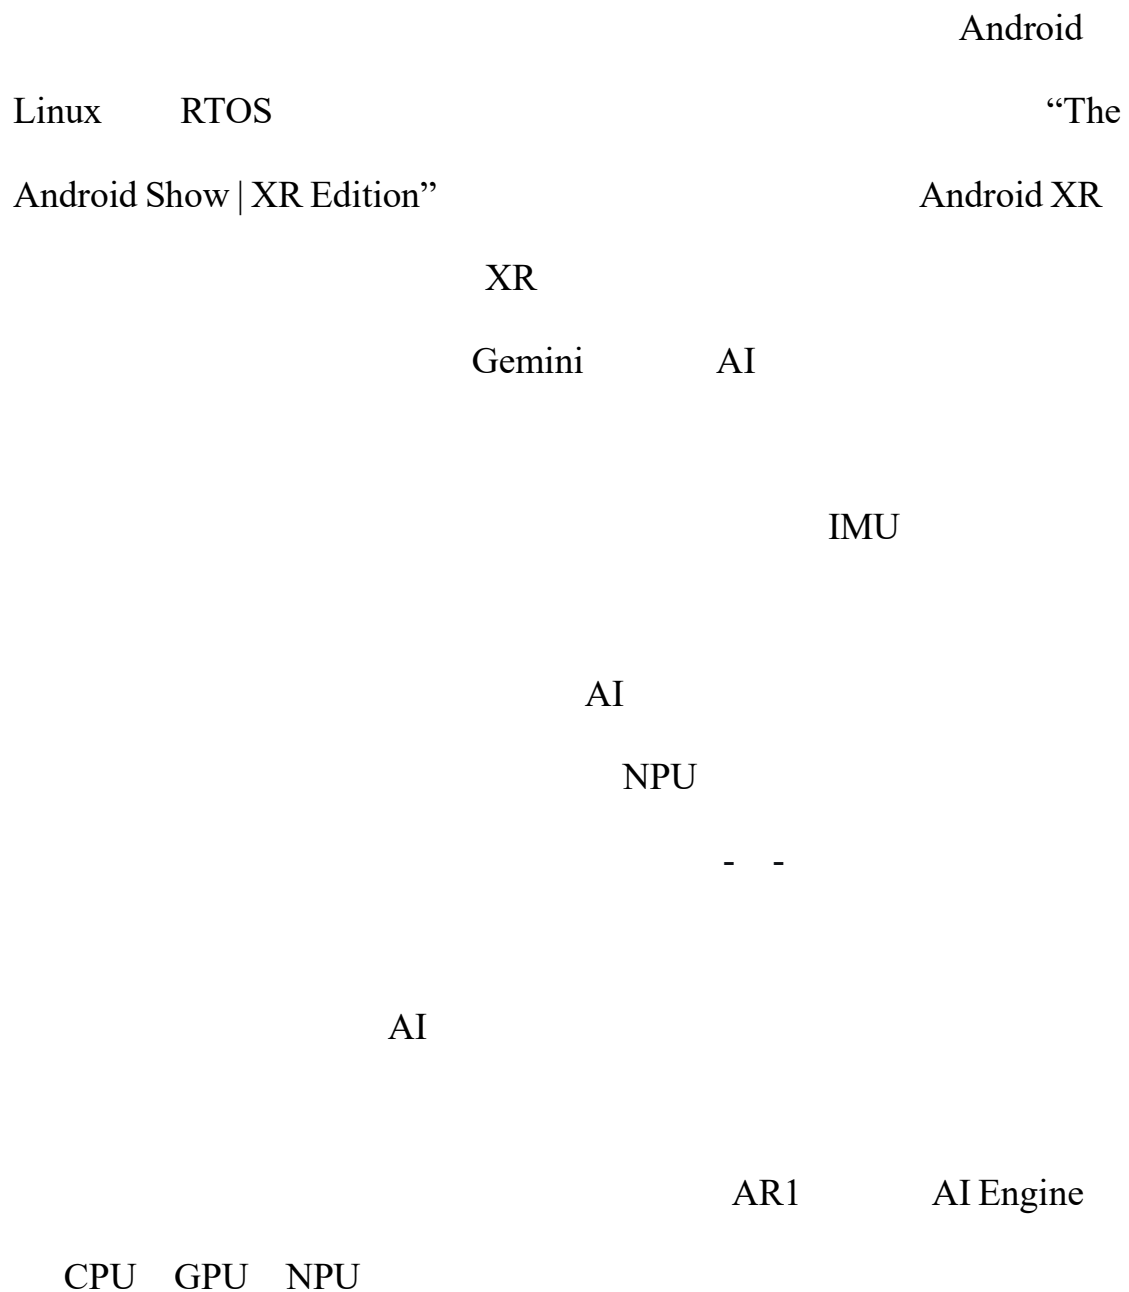 Android
Linux RTOS “The
Android Show | XR Edition” Android XR
XR
Gemini AI
IMU
AI
NPU
- -
AI
AR1 AI Engine
CPU GPU NPU